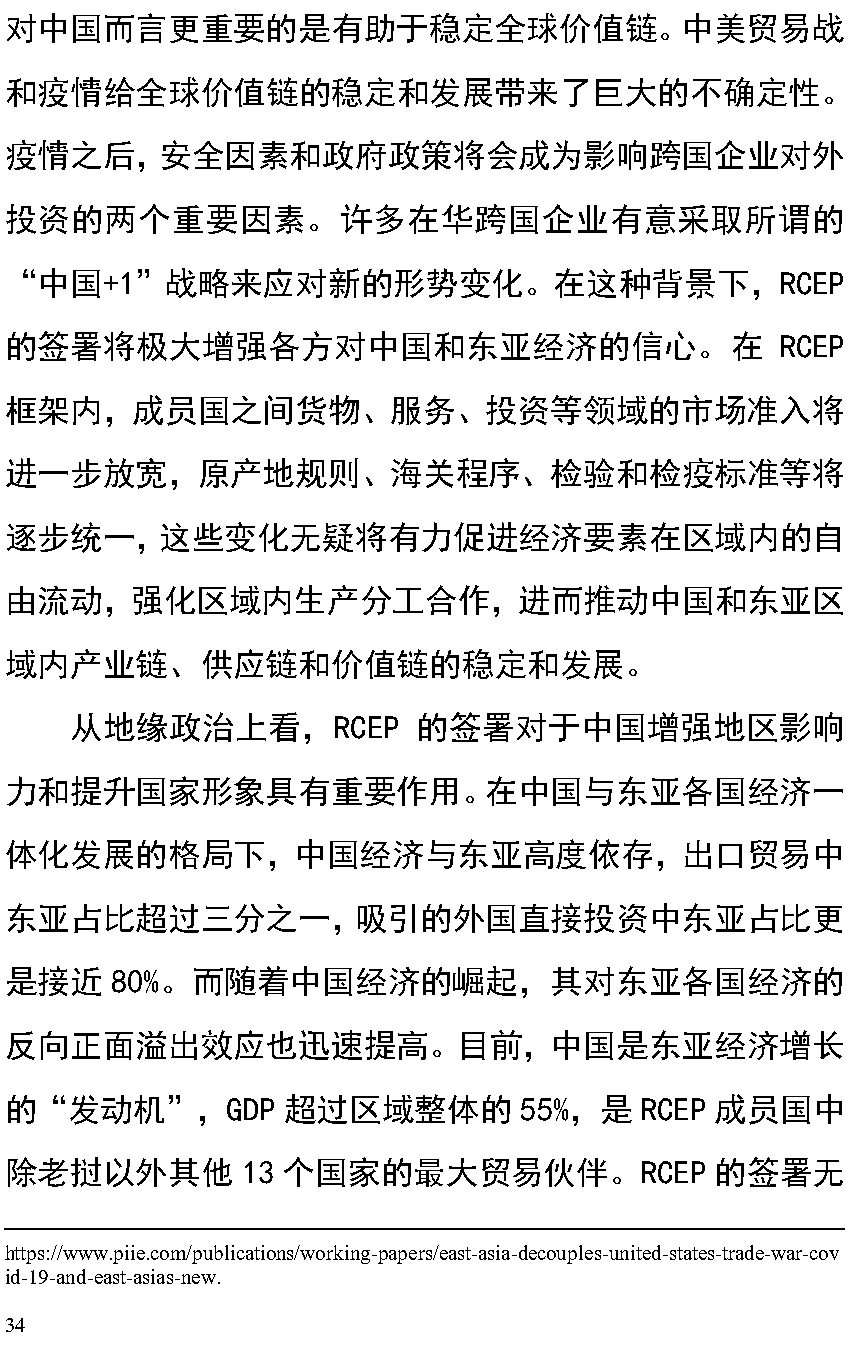 对中国而言更重要的是有助于稳定全球价值链。中美贸易战
和疫情给全球价值链的稳定和发展带来了巨大的不确定性。
疫情之后，安全因素和政府政策将会成为影响跨国企业对外
投资的两个重要因素。许多在华跨国企业有意采取所谓的
“中国+1”战略来应对新的形势变化。在这种背景下，RCEP
的签署将极大增强各方对中国和东亚经济的信心。在 RCEP
框架内，成员国之间货物、服务、投资等领域的市场准入将
进一步放宽，原产地规则、海关程序、检验和检疫标准等将
逐步统一，这些变化无疑将有力促进经济要素在区域内的自
由流动，强化区域内生产分工合作，进而推动中国和东亚区
域内产业链、供应链和价值链的稳定和发展。
从地缘政治上看，RCEP 的签署对于中国增强地区影响
力和提升国家形象具有重要作用。在中国与东亚各国经济一
体化发展的格局下，中国经济与东亚高度依存，出口贸易中
东亚占比超过三分之一，吸引的外国直接投资中东亚占比更
是接近 80%。而随着中国经济的崛起，其对东亚各国经济的
反向正面溢出效应也迅速提高。目前，中国是东亚经济增长
的“发动机”，GDP 超过区域整体的 55%，是 RCEP 成员国中
除老挝以外其他 13 个国家的最大贸易伙伴。RCEP 的签署无
https://www.piie.com/publications/working-papers/east-asia-decouples-united-states-trade-war-cov
id-19-and-east-asias-new.
34